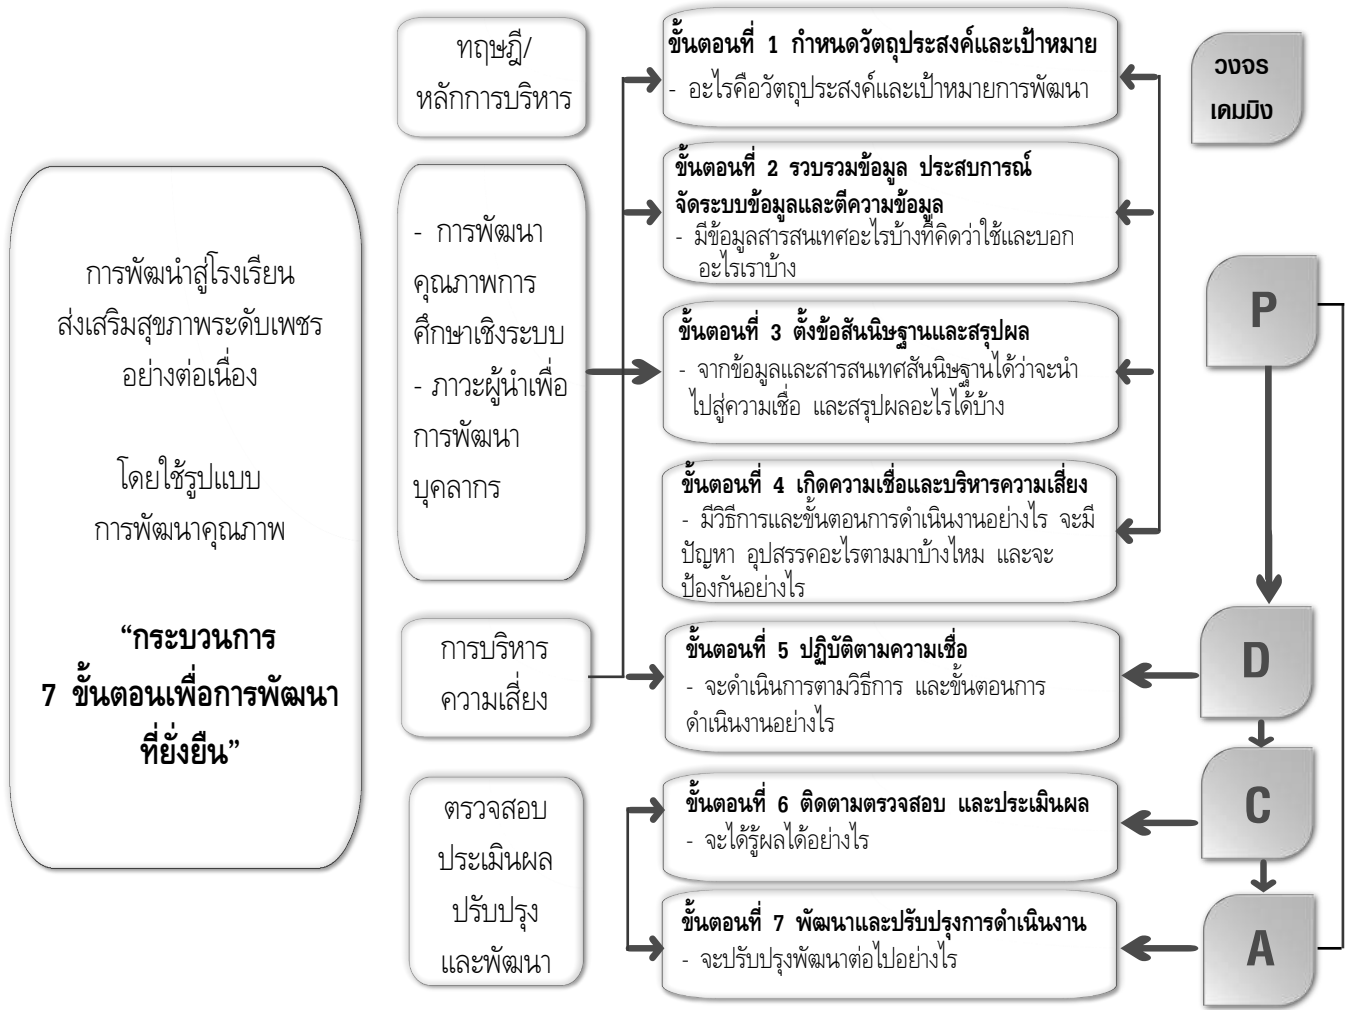 การพัฒนำสู่โรงเรียน
ส่งเสริมสุขภาพระดับเพชร
อย่างต่อเนื่อง
โดยใช้รูปแบบ
การพัฒนาคุณภาพ
“กระบวนการ
7 ขั้นตอนเพื่อการพัฒนา
ที่ยั่งยืน”
ทฤษฎี/
หลักการบริหาร
- การพัฒนา
คุณภาพการ
ศึกษาเชิงระบบ
- ภาวะผู้นำเพื่อ
การพัฒนา
บุคลากร
การบริหาร
ความเสี่ยง
ตรวจสอบ
ประเมินผล
ปรับปรุง
และพัฒนา
ขั้นตอนที่ 1 กำหนดวัตถุประสงค์และเป้าหมาย
- อะไรคือวัตถุประสงค์และเป้าหมายการพัฒนา
ขั้นตอนที่ 2 รวบรวมข้อมูล ประสบการณ์
จัดระบบข้อมูลและตีความข้อมูล
- มีข้อมูลสารสนเทศอะไรบ้างที่คิดว่าใช้และบอก
อะไรเราบ้าง
ขั้นตอนที่ 3 ตั้งข้อสันนิษฐานและสรุปผล
- จากข้อมูลและสารสนเทศสันนิษฐานได้ว่าจะนำ
ไปสู่ความเชื่อ และสรุปผลอะไรได้บ้าง
ขั้นตอนที่ 4 เกิดความเชื่อและบริหารความเสี่ยง
- มีวิธีการและขั้นตอนการดำเนินงานอย่างไร จะมี
ปัญหา อุปสรรคอะไรตามมาบ้างไหม และจะ
ป้องกันอย่างไร
ขั้นตอนที่ 5 ปฏิบัติตามความเชื่อ
- จะดำเนินการตามวิธีการ และขั้นตอนการ
ดำเนินงานอย่างไร
ขั้นตอนที่ 6 ติดตามตรวจสอบ และประเมินผล
- จะได้รู้ผลได้อย่างไร
ขั้นตอนที่ 7 พัฒนาและปรับปรุงการดำเนินงาน
- จะปรับปรุงพัฒนาต่อไปอย่างไร
วงจร
เดมมิง
P
D
C
A